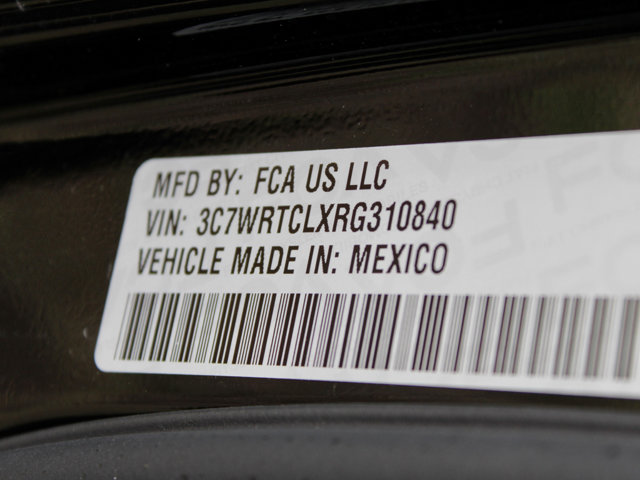 MFD BY: FCA US LLC
VIN: 3C7WRTCLXRG310840
VEHICLE MADE IN: MEXICO